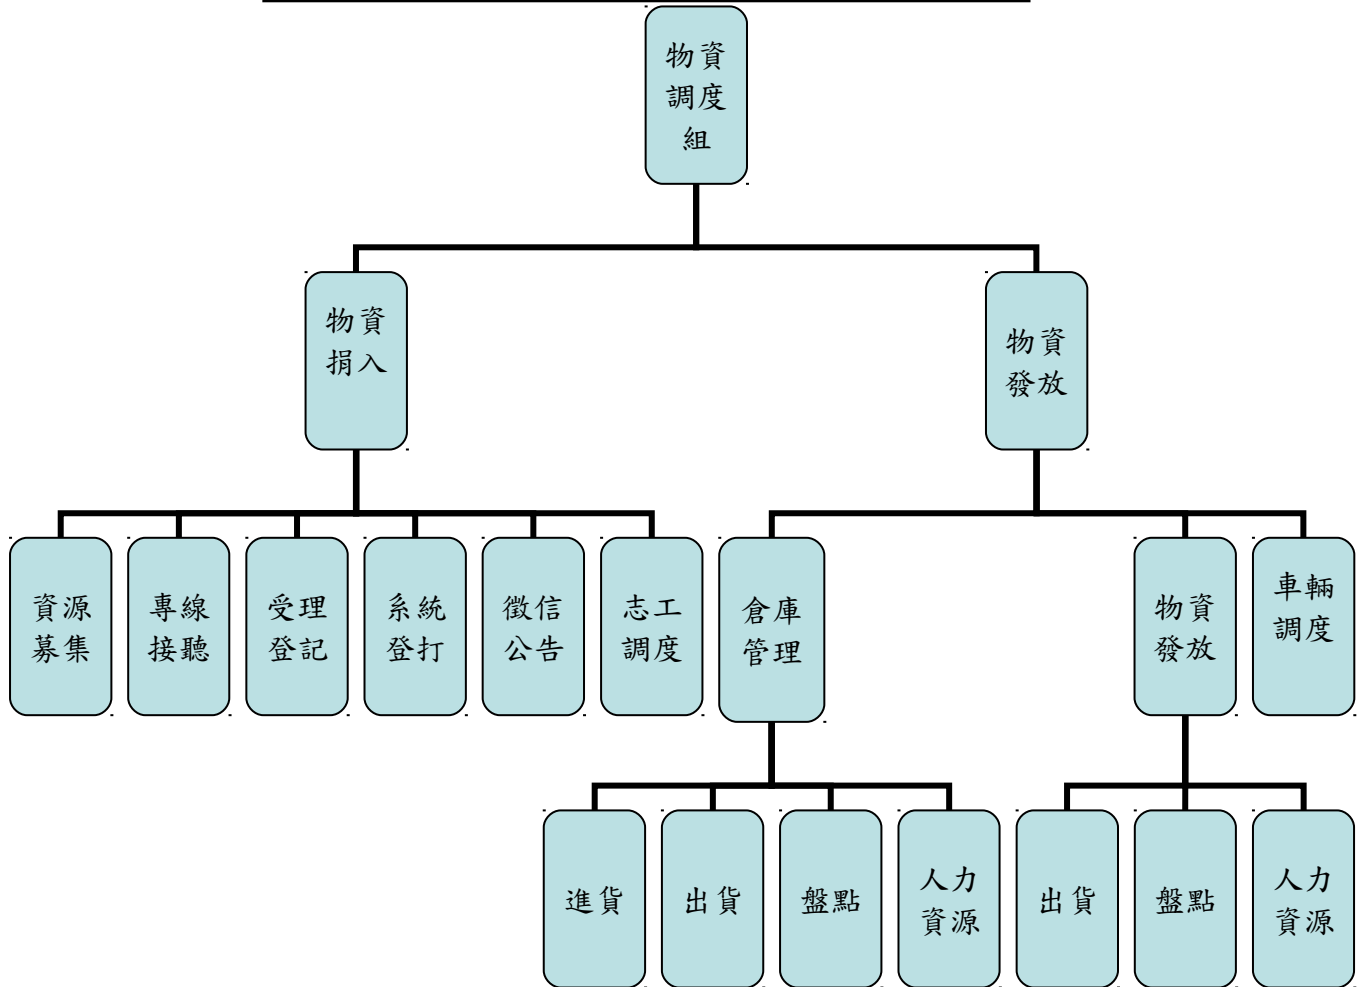 物資
調度
組
物資
捐入
物資
發放
資源
募集
專線
接聽
受理
登記
系統
登打
徵信
公告
志工
調度
倉庫
管理
物資
發放
車輛
調度
進貨
出貨
盤點
人力
資源
出貨
盤點
人力
資源